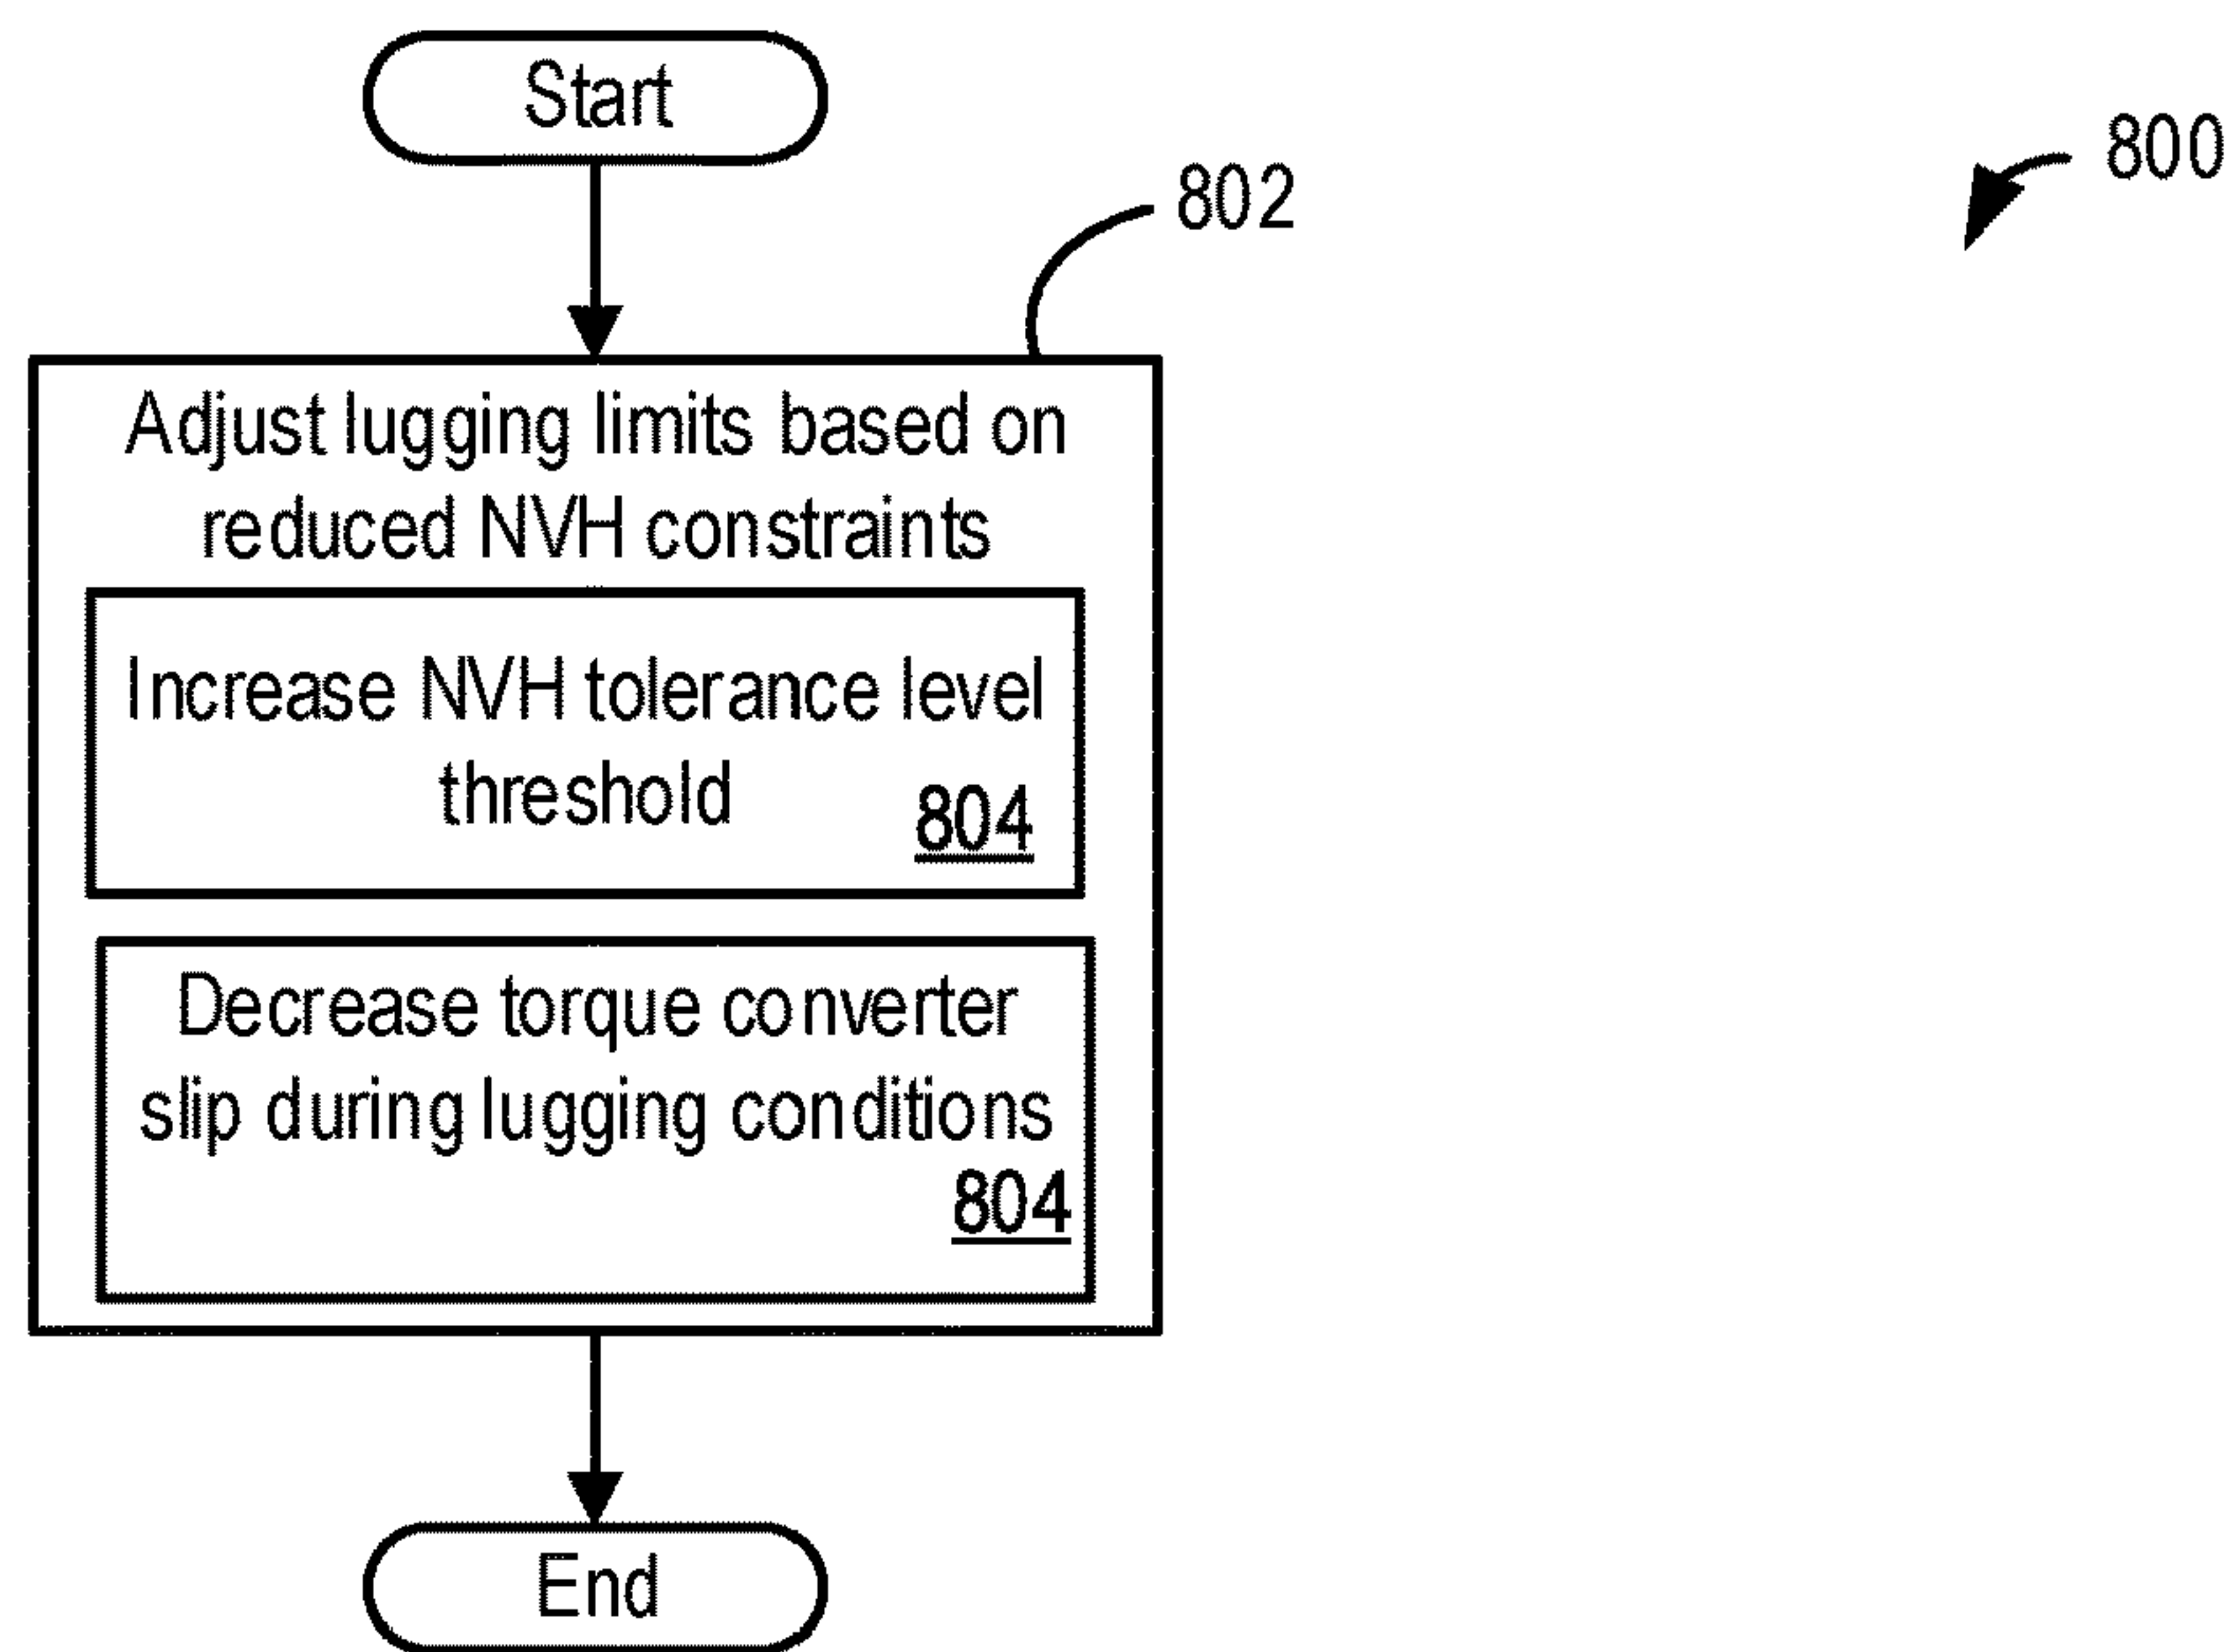 Start
800
802
Adjust lugging limits based on
reduced NVH constraints
Increase NVH tolerance level
threshold
804
Decrease torque converter
slip during lugging conditions
804
End